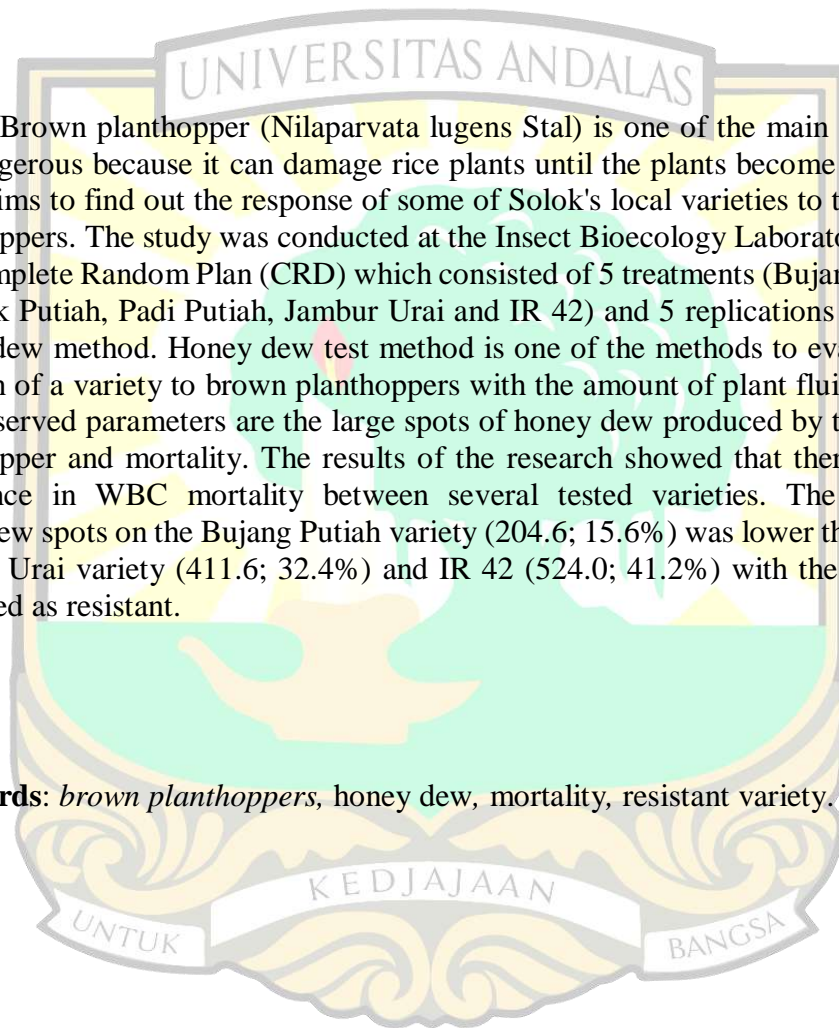 UNIVERSITAS ANDALAS
Brown planthopper (Nilaparvata lugens Stal) is one of the main
gerous because it can damage rice plants until the plants become
ims to find out the response of some of Solok's local varieties to t
ppers. The study was conducted at the Insect Bioecology Laborato
mplete Random Plan (CRD) which consisted of 5 treatments (Bujan
k Putiah, Padi Putiah, Jambur Urai and IR 42) and 5 replications
dew method. Honey dew test method is one of the methods to eva
n of a variety to brown planthoppers with the amount of plant flui
served parameters are the large spots of honey dew produced by t
pper and mortality. The results of the research showed that ther
nce in WBC mortality between several tested varieties. The
ew spots on the Bujang Putiah variety (204.6; 15.6%) was lower th
Urai variety (411.6; 32.4%) and IR 42 (524.0; 41.2%) with the
ed as resistant.
rds: brown planthoppers, honey dew, mortality, resistant variety.
KEDJAJAAN
UNTUK
BANGSA